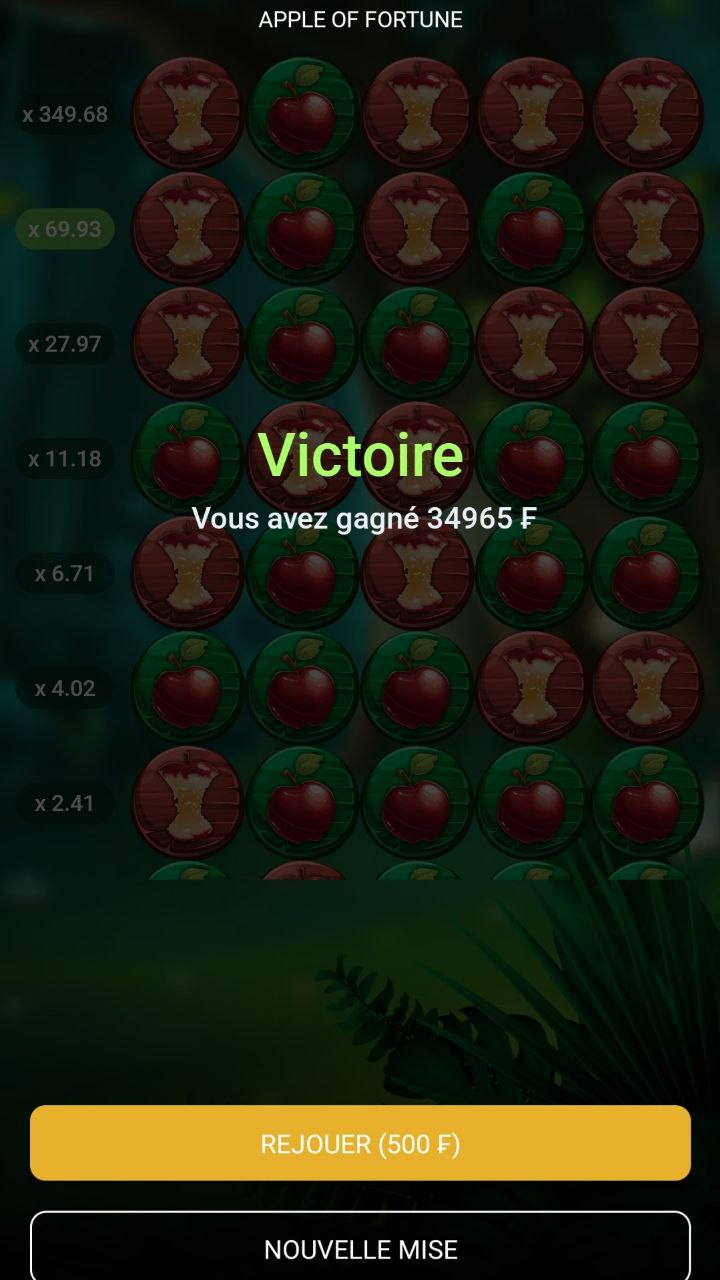 APPLE OF FORTUNE
x 349.68
x 69.93
x 27.97
x 11.18
Victoire
Vous avez gagné 34965 ₣
x 6.71
x 4.02
x 2.41
REJOUER (500 ₣)
NOUVELLE MISE